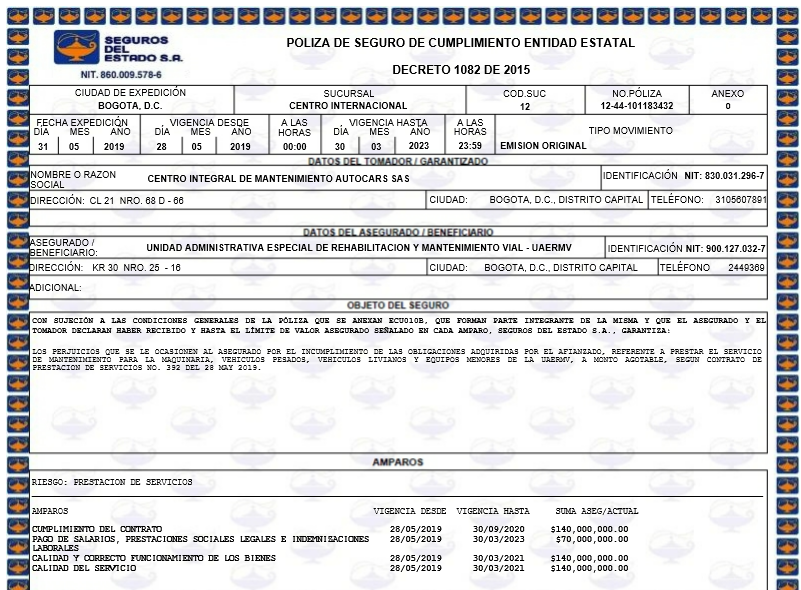 SEGUROS
DEL
ESTADO S.A.
NIT. 860.009.578-6
POLIZA DE SEGURO DE CUMPLIMIENTO ENTIDAD ESTATAL
DECRETO 1082 DE 2015
CIUDAD DE EXPEDICIÓN SUCURSAL COD.SUC NO.PÓLIZA ANEXO
BOGOTA, D.C. CENTRO INTERNACIONAL 12 12-44-101183432 0
FECHA EXPEDICIÓN VIGENCIA DESDE A LAS VIGENCIA HASTA A LAS TIPO MOVIMIENTO
DÍA MES AÑO DÍA MES AÑO HORAS DÍA MES AÑO HORAS
31 05 2019 28 05 2019 00:00 30 03 2023 23:59 EMISION ORIGINAL
DATOS DEL TOMADOR / GARANTIZADO
NOMBRE O RAZON SOCIAL CENTRO INTEGRAL DE MANTENIMIENTO AUTOCARS SAS IDENTIFICACIÓN NIT: 830.031.296-7
DIRECCIÓN: CL 21 NRO. 68 D - 66 CIUDAD: BOGOTA, D.C., DISTRITO CAPITAL TELÉFONO: 3105607891
DATOS DEL ASEGURADO / BENEFICIARIO
ASEGURADO / BENEFICIARIO: UNIDAD ADMINISTRATIVA ESPECIAL DE REHABILITACION Y MANTENIMIENTO VIAL - UAERMV IDENTIFICACIÓN NIT: 900.127.032-7
DIRECCIÓN: KR 30 NRO. 25 - 16 CIUDAD: BOGOTA, D.C., DISTRITO CAPITAL TELÉFONO 2449369
ADICIONAL:
OBJETO DEL SEGURO
CON SUJECIÓN A LAS CONDICIONES GENERALES DE LA PÓLIZA QUE SE ANEXAN ECU010B, QUE FORMAN PARTE INTEGRANTE DE LA MISMA Y QUE EL ASEGURADO Y EL
TOMADOR DECLARAN HABER RECIBIDO Y HASTA EL LÍMITE DE VALOR ASEGURADO SEÑALADO EN CADA AMPARO, SEGUROS DEL ESTADO S.A., GARANTIZA:
LOS PERJUICIOS QUE SE LE OCASIONEN AL ASEGURADO POR EL INCUMPLIMIENTO DE LAS OBLIGACIONES ADQUIRIDAS POR EL AFIANZADO, REFERENTE A PRESTAR EL SERVICIO
DE MANTENIMIENTO PARA LA MAQUINARIA, VEHICULOS PESADOS, VEHICULOS LIVIANOS Y EQUIPOS MENORES DE LA UAERMV, A MONTO AGOTABLE, SEGUN CONTRATO DE
PRESTACION DE SERVICIOS NO. 392 DEL 28 MAY 2019.
AMPAROS
RIESGO: PRESTACION DE SERVICIOS
AMPAROS VIGENCIA DESDE VIGENCIA HASTA SUMA ASEG/ACTUAL
CUMPLIMIENTO DEL CONTRATO 28/05/2019 30/09/2020 $140,000,000.00
PAGO DE SALARIOS, PRESTACIONES SOCIALES LEGALES E INDEMNIZACIONES 28/05/2019 30/03/2023 $70,000,000.00
LABORALES
CALIDAD Y CORRECTO FUNCIONAMIENTO DE LOS BIENES 28/05/2019 30/03/2021 $140,000,000.00
CALIDAD DEL SERVICIO 28/05/2019 30/03/2021 $140,000,000.00